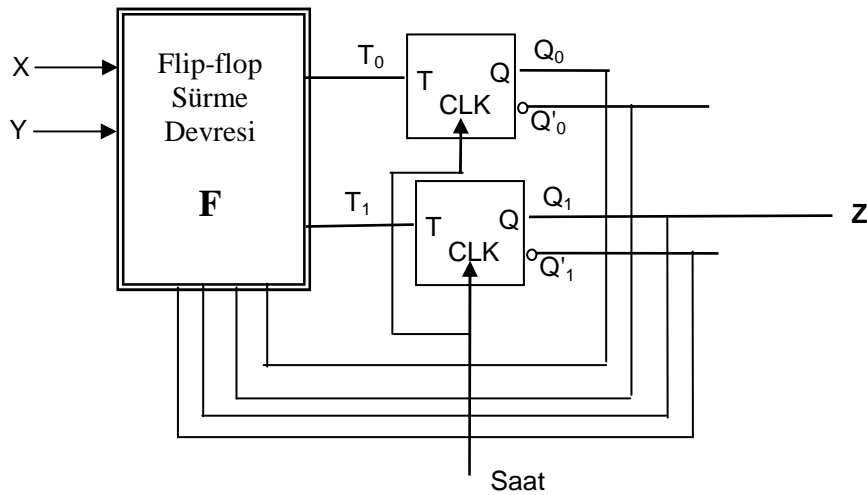 X
Y
Flip-flop
Sürme
Devresi
F
T₀
T
Q
CLK
Q₀
Q'₀
T₁
T
Q
CLK
Q₁
Q'₁
Z
Saat